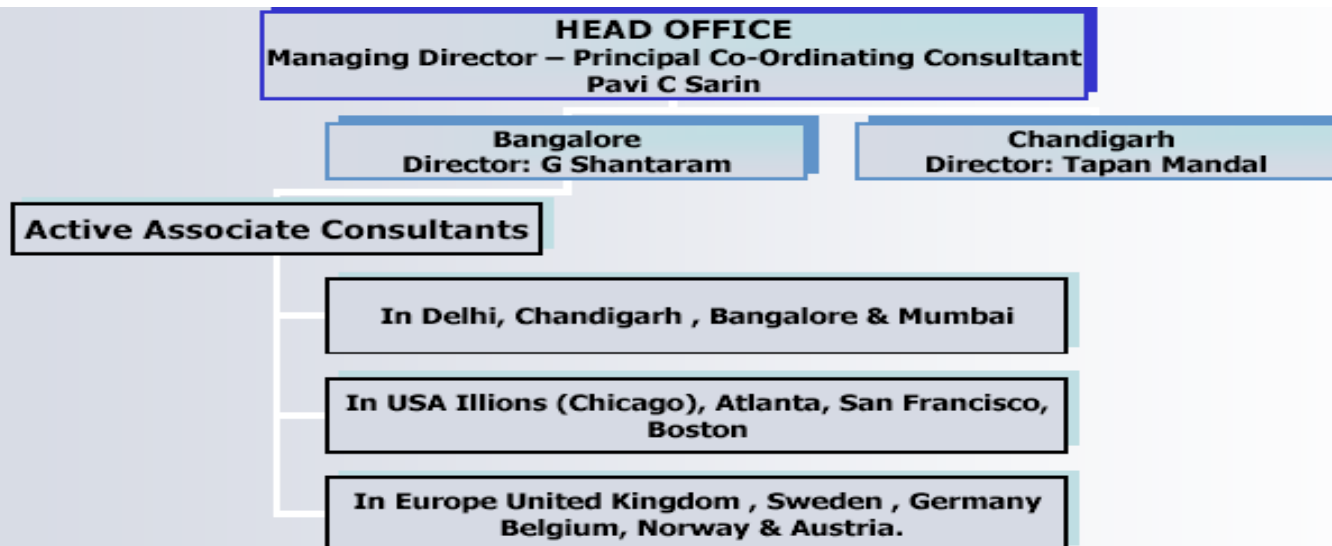 HEAD OFFICE
Managing Director – Principal Co-Ordinating Consultant
Pavi C Sarin
Bangalore
Director: G Shantaram
Chandigarh
Director: Tapan Mandal
Active Associate Consultants
In Delhi, Chandigarh , Bangalore & Mumbai
In USA Illions (Chicago), Atlanta, San Francisco,
Boston
In Europe United Kingdom , Sweden , Germany
Belgium, Norway & Austria.